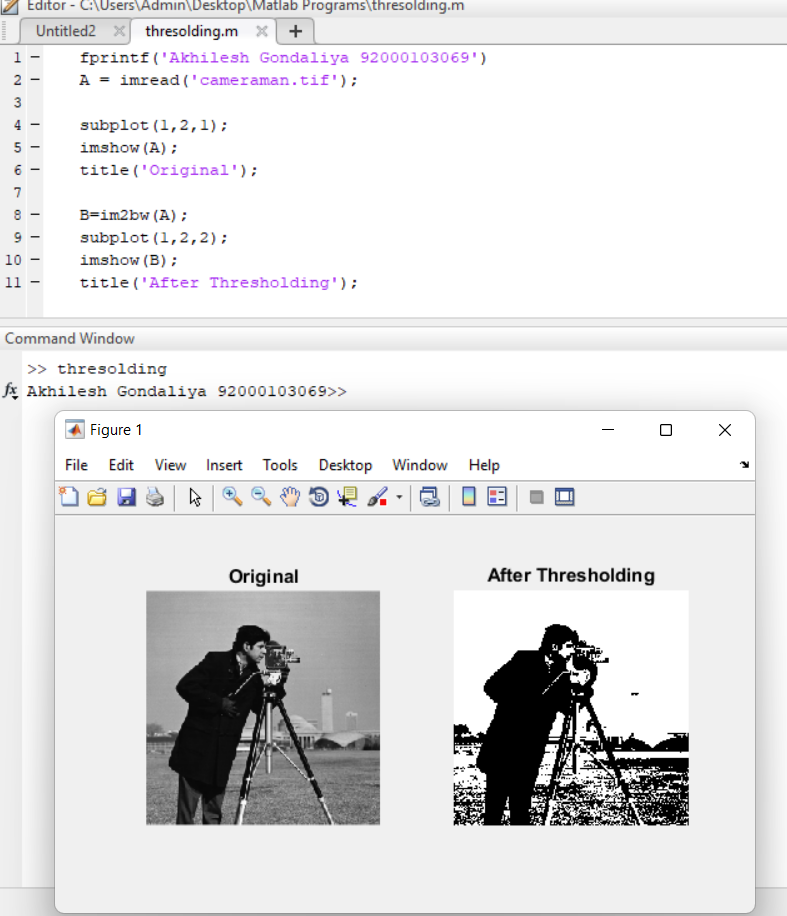 Editor - C:\Users\Admin\Desktop\Matlab Programs\thresolding.m
Untitled2 × thresolding.m × +
1 - fprintf('Akhilesh Gondaliya 92000103069')
2 - A = imread('cameraman.tif');
3
4 - subplot(1,2,1);
5 - imshow(A);
6 - title('Original');
7
8 - B=im2bw(A);
9 - subplot(1,2,2);
10 - imshow(B);
11 - title('After Thresholding');
Command Window
>> thresolding
fx Akhilesh Gondaliya 92000103069>>
Figure 1
File Edit View Insert Tools Desktop Window Help
Original
After Thresholding